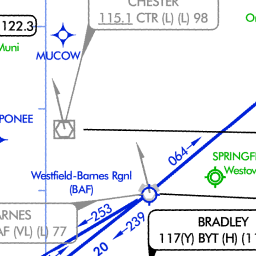 CHESTER
115.1 CTR (L) (L) 98
122.3
Muni
MUCOW
PONEE
064
SPRINGF
Westov
Westfield-Barnes Rgnl
(BAF)
ARNES
AF (VL) (L) 77
253
239
20
BRADLEY
117(Y) BYT (H) (1